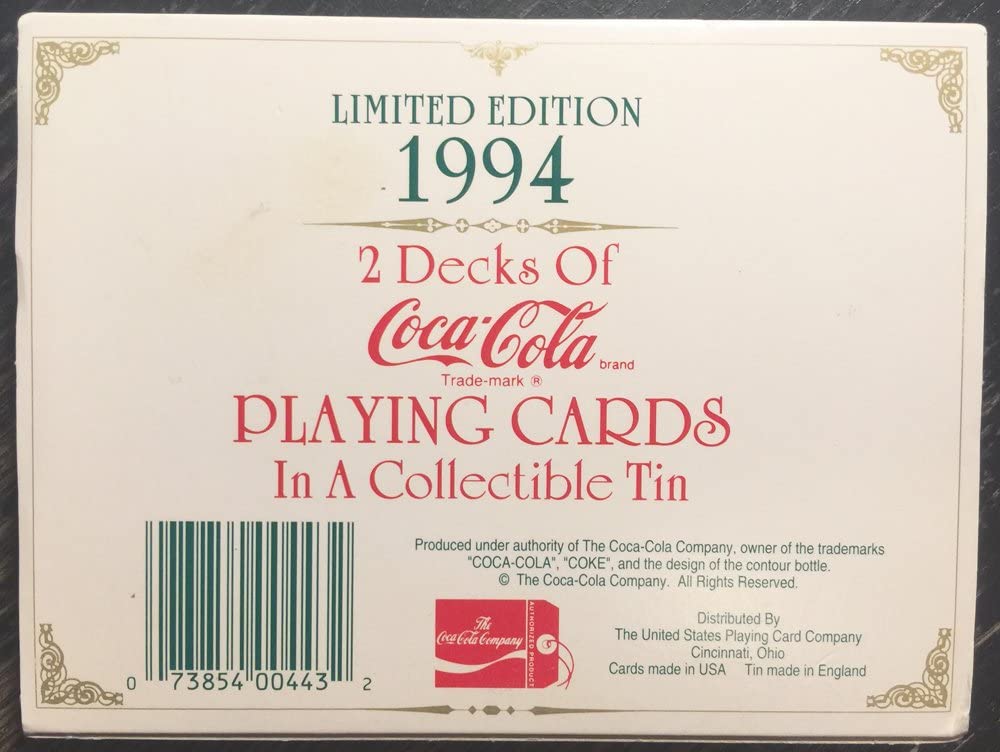 LIMITED EDITION
1994
2 Decks Of
Coca-Cola brand
Trade-mark ®
PLAYING CARDS
In A Collectible Tin
Produced under authority of The Coca-Cola Company, owner of the trademarks
"COCA-COLA", "COKE", and the design of the contour bottle.
© The Coca-Cola Company. All Rights Reserved.
The
Coca-Cola Company
AUTHORIZED PRODUCT
Distributed By
The United States Playing Card Company
Cincinnati, Ohio
Cards made in USA Tin made in England
0 73854 00443 2